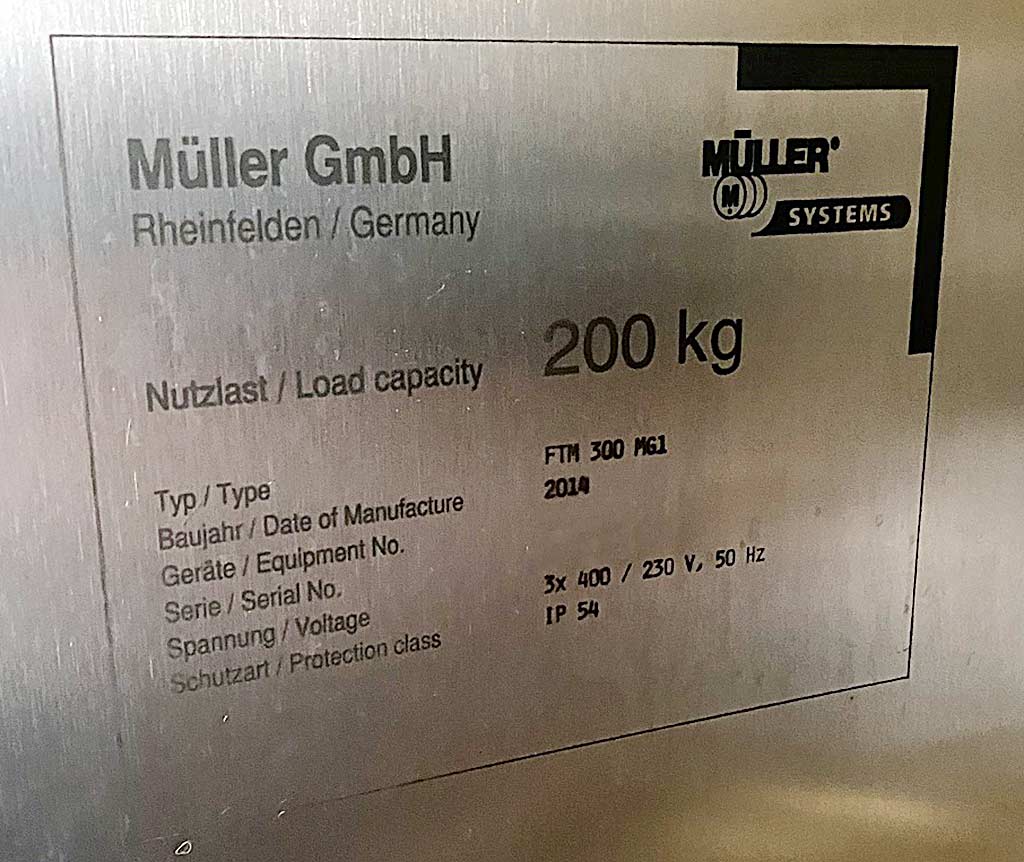 Müller GmbH
Rheinfelden / Germany
MÜLLER®
M
SYSTEMS
Nutzlast / Load capacity 200 kg
Typ / Type FTM 300 MG1
Baujahr / Date of Manufacture 2014
Geräte / Equipment No.
Serie / Serial No.
Spannung / Voltage 3x 400 / 230 V, 50 Hz
Schutzart / Protection class IP 54